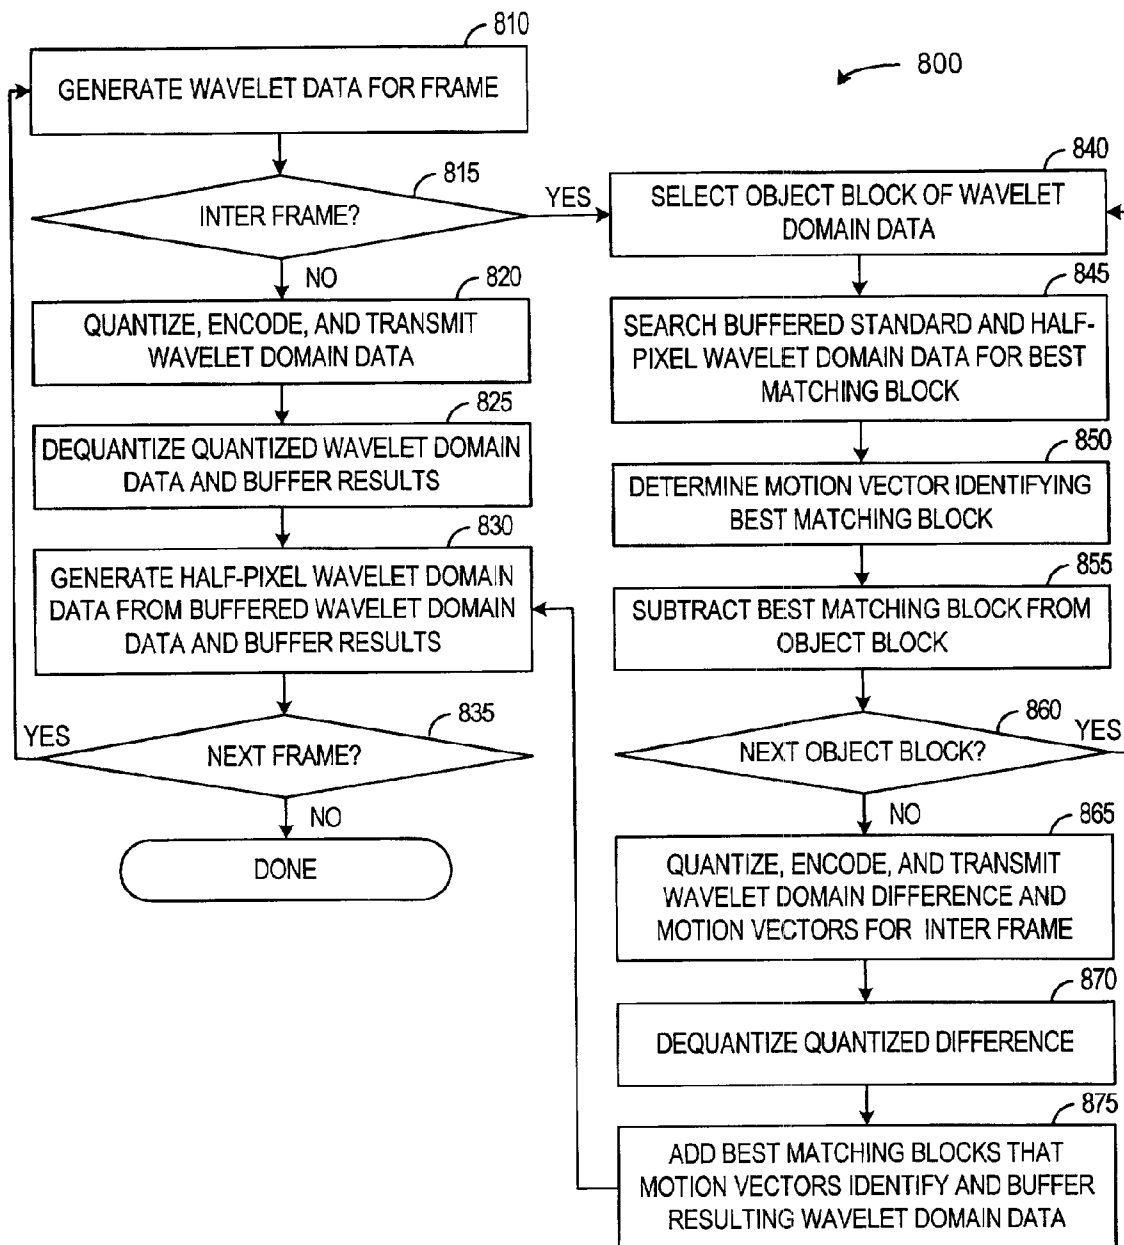 810
GENERATE WAVELET DATA FOR FRAME
800
815
INTER FRAME?
YES
NO
820
QUANTIZE, ENCODE, AND TRANSMIT
WAVELET DOMAIN DATA
825
DEQUANTIZE QUANTIZED WAVELET DOMAIN
DATA AND BUFFER RESULTS
830
GENERATE HALF-PIXEL WAVELET DOMAIN
DATA FROM BUFFERED WAVELET DOMAIN
DATA AND BUFFER RESULTS
835
YES
NEXT FRAME?
NO
DONE
840
SELECT OBJECT BLOCK OF WAVELET
DOMAIN DATA
845
SEARCH BUFFERED STANDARD AND HALF-
PIXEL WAVELET DOMAIN DATA FOR BEST
MATCHING BLOCK
850
DETERMINE MOTION VECTOR IDENTIFYING
BEST MATCHING BLOCK
855
SUBTRACT BEST MATCHING BLOCK FROM
OBJECT BLOCK
860
YES
NEXT OBJECT BLOCK?
NO
865
QUANTIZE, ENCODE, AND TRANSMIT
WAVELET DOMAIN DIFFERENCE AND
MOTION VECTORS FOR INTER FRAME
870
DEQUANTIZE QUANTIZED DIFFERENCE
875
ADD BEST MATCHING BLOCKS THAT
MOTION VECTORS IDENTIFY AND BUFFER
RESULTING WAVELET DOMAIN DATA